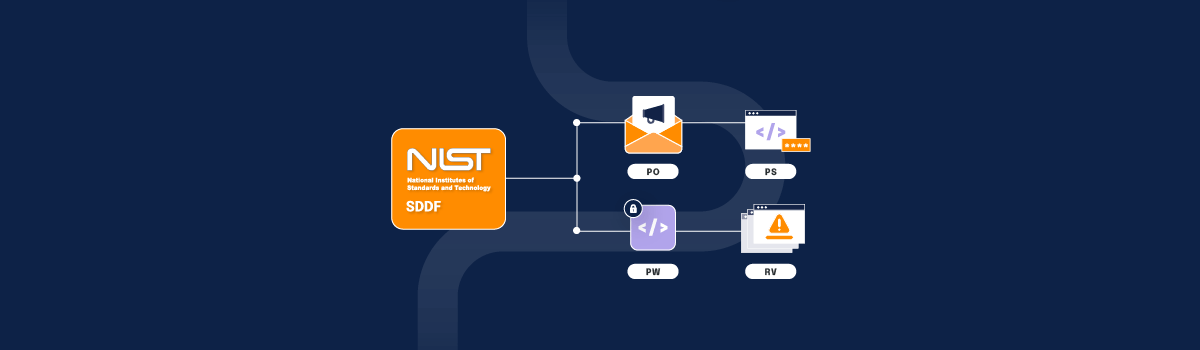 NIST
National Institutes of
Standards and Technology
SDDF
PO
PS
PW
RV
</>
</>
****